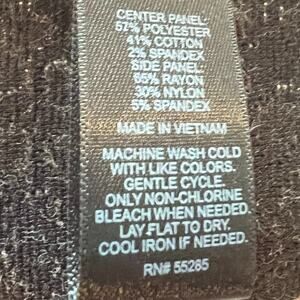 CENTER PANEL-
57% POLYESTER
41% COTTON
2% SPANDEX
SIDE PANEL-
65% RAYON
30% NYLON
5% SPANDEX
MADE IN VIETNAM
MACHINE WASH COLD
WITH LIKE COLORS.
GENTLE CYCLE.
ONLY NON-CHLORINE
BLEACH WHEN NEEDED.
LAY FLAT TO DRY.
COOL IRON IF NEEDED.
RN# 55285